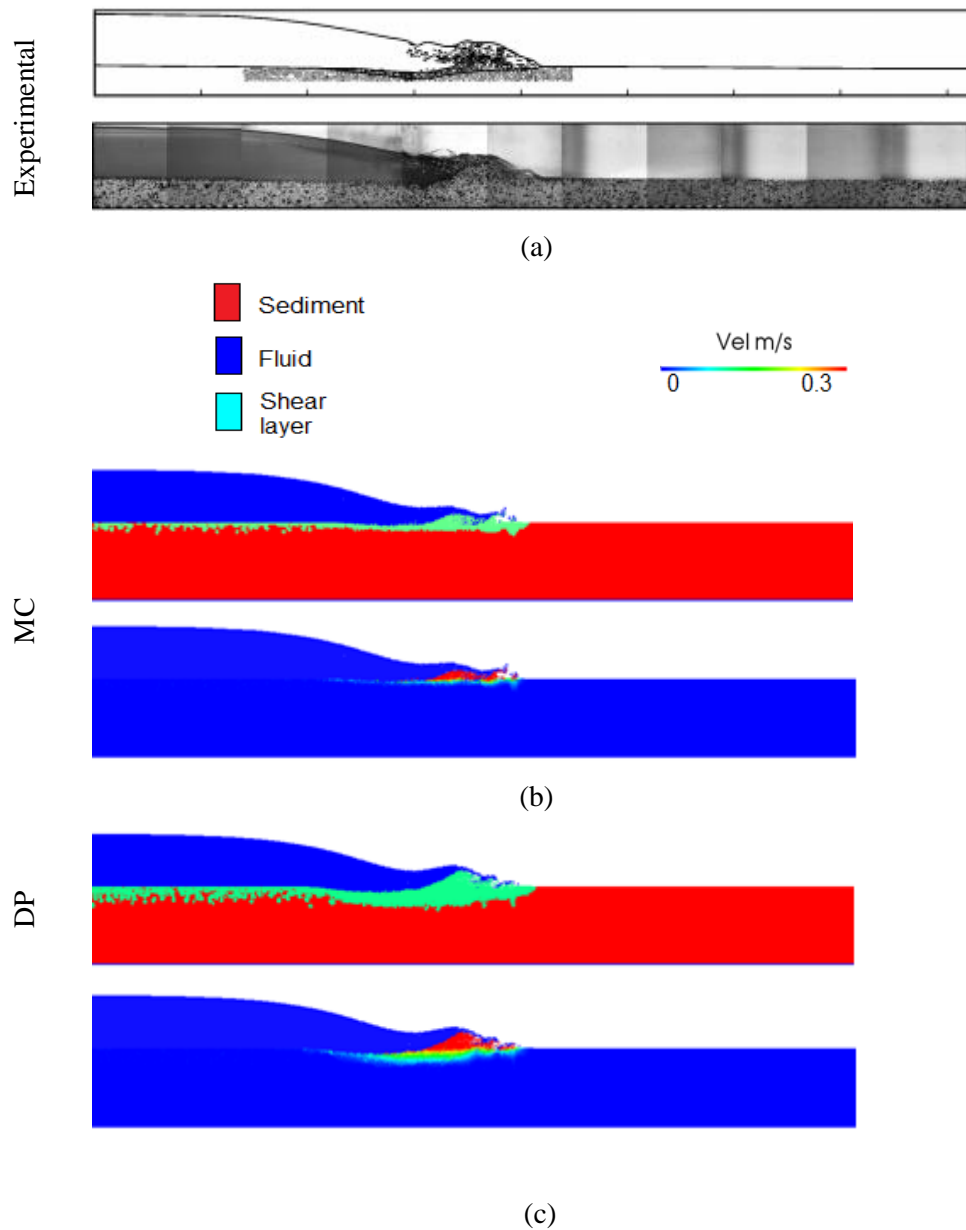 Experimental
(a)
Sediment
Fluid
Shear
layer
Vel m/s
0 0.3
MC
(b)
DP
(c)